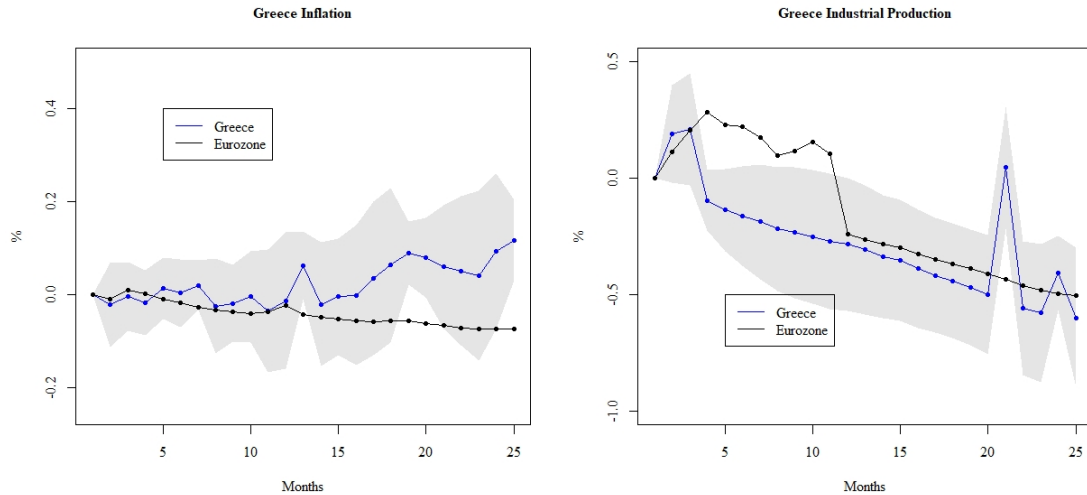 Greece Inflation
%
0.4
0.2
0.0
-0.2
Greece
Eurozone
5
10
15
20
25
Months
Greece Industrial Production
%
0.5
0.0
-0.5
-1.0
Greece
Eurozone
5
10
15
20
25
Months